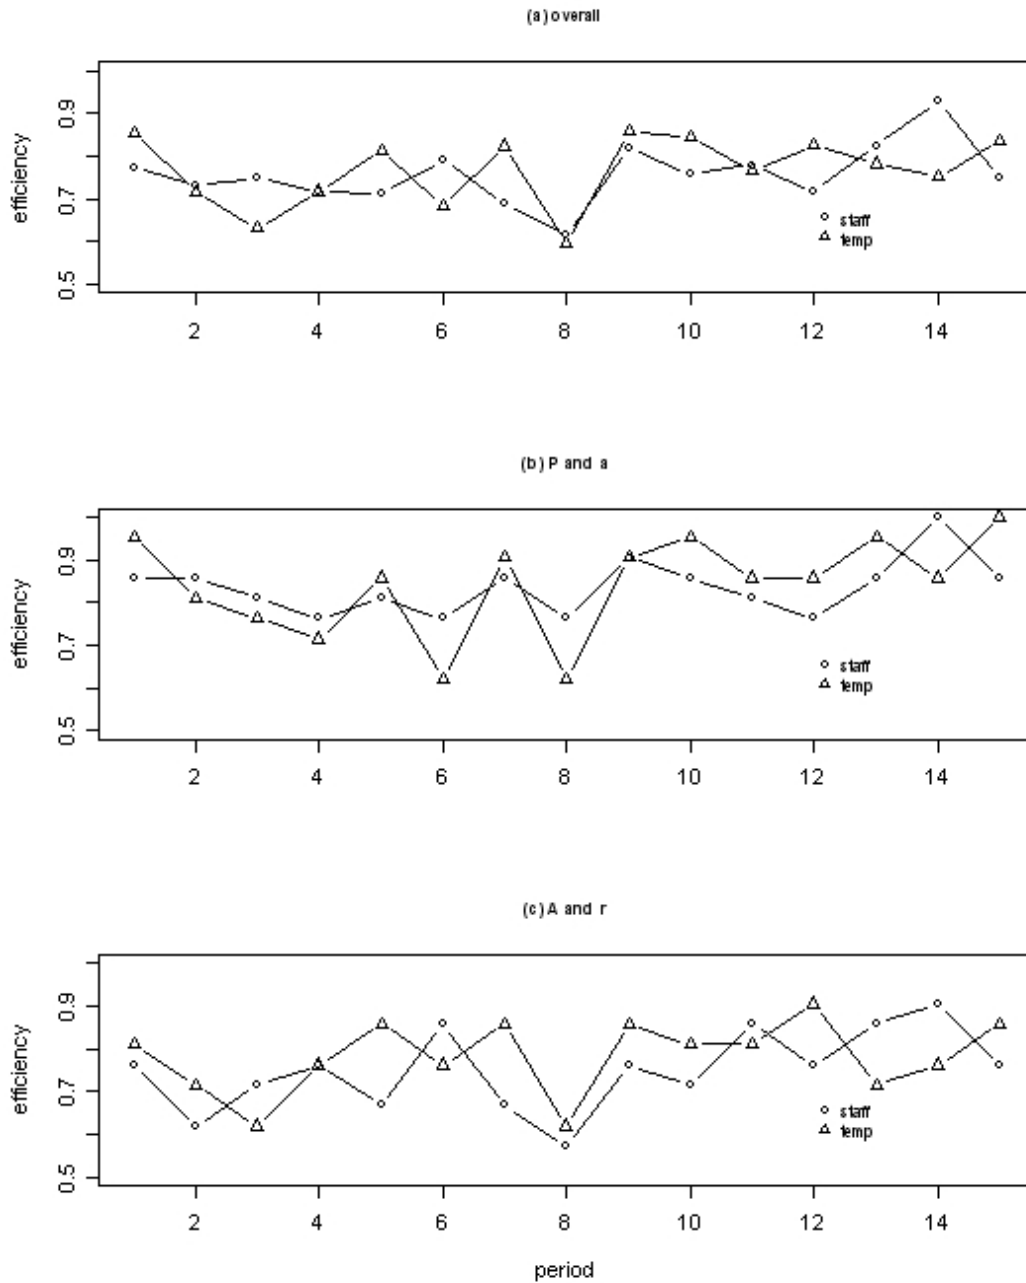 (a) overall
efficiency
0.9
0.7
0.5
staff
temp
2 4 6 8 10 12 14
(b) P and a
efficiency
0.9
0.7
0.5
staff
temp
2 4 6 8 10 12 14
(c) A and r
efficiency
0.9
0.7
0.5
staff
temp
2 4 6 8 10 12 14
period